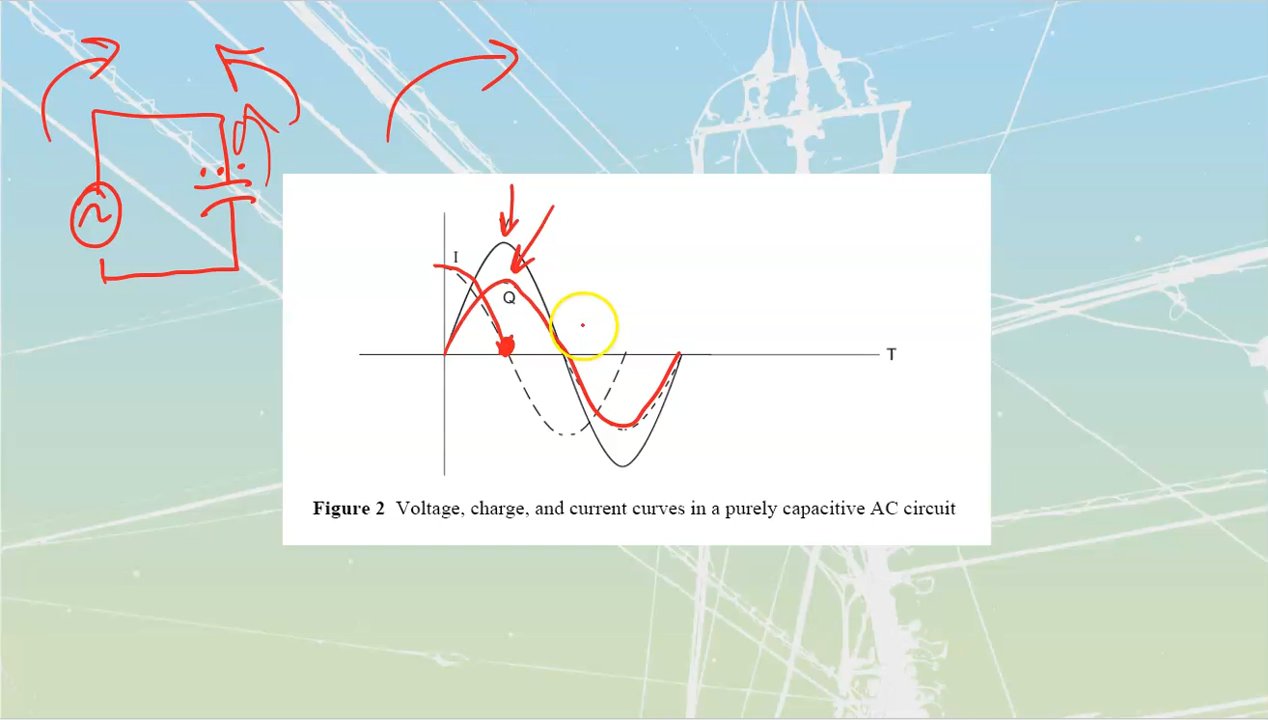 I
Q
T
Figure 2 Voltage, charge, and current curves in a purely capacitive AC circuit